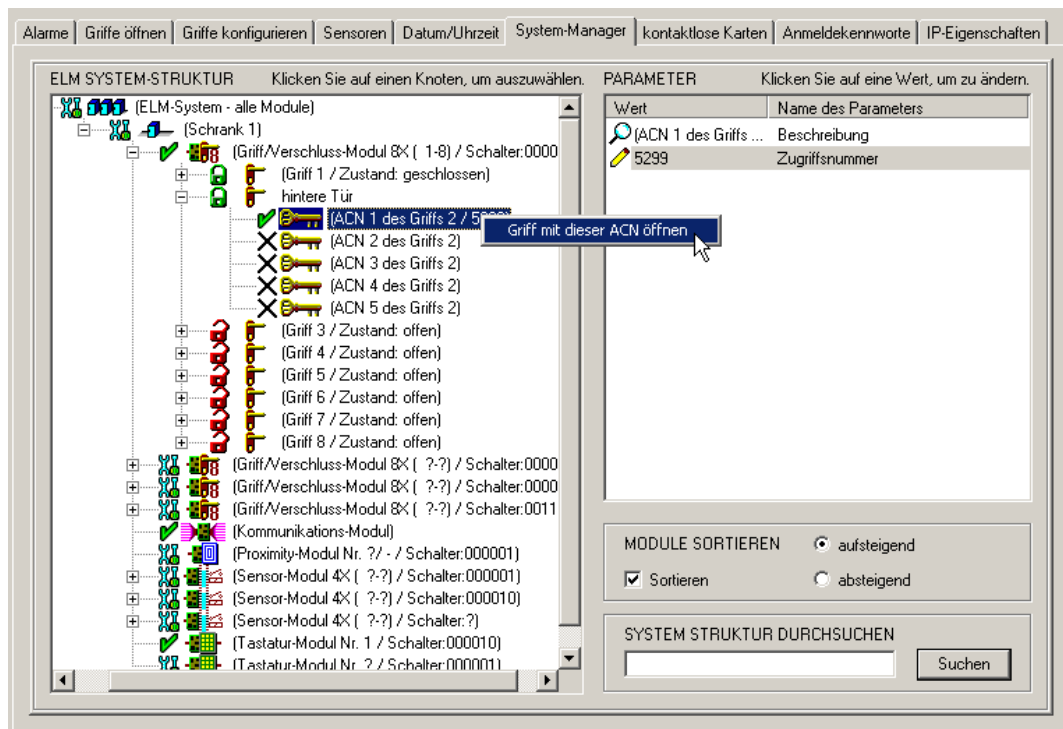 Alarme Griffe öffnen Griffe konfigurieren Sensoren Datum/Uhrzeit System-Manager kontaktlose Karten Anmeldekennworte IP-Eigenschaften
ELM SYSTEM-STRUKTUR Klicken Sie auf einen Knoten, um auszuwählen.
(ELM-System - alle Module)
(Schrank 1)
(Griff/Verschluss-Modul 8X ( 1-8) / Schalter:0000
(Griff 1 / Zustand: geschlossen)
hintere Tür
(ACN 1 des Griffs 2 /
Griff mit dieser ACN öffnen
(ACN 2 des Griffs 2)
(ACN 3 des Griffs 2)
(ACN 4 des Griffs 2)
(ACN 5 des Griffs 2)
(Griff 3 / Zustand: offen)
(Griff 4 / Zustand: offen)
(Griff 5 / Zustand: offen)
(Griff 6 / Zustand: offen)
(Griff 7 / Zustand: offen)
(Griff 8 / Zustand: offen)
(Griff/Verschluss-Modul 8X ( ?-?) / Schalter:0000
(Griff/Verschluss-Modul 8X ( ?-?) / Schalter:0000
(Griff/Verschluss-Modul 8X ( ?-?) / Schalter:0011
(Kommunikations-Modul)
(Proximity-Modul Nr. ?/ - / Schalter:000001)
(Sensor-Modul 4X ( ?-?) / Schalter:000001)
(Sensor-Modul 4X ( ?-?) / Schalter:000010)
(Sensor-Modul 4X ( ?-?) / Schalter:?)
(Tastatur-Modul Nr. 1 / Schalter:000010)
(Tastatur-Modul Nr. ? / Schalter:000001)
PARAMETER Klicken Sie auf eine Wert, um zu ändern.
Wert Name des Parameters
(ACN 1 des Griffs ... Beschreibung
5299 Zugriffsnummer
MODULE SORTIEREN aufsteigend
Sortieren absteigend
SYSTEM STRUKTUR DURCHSUCHEN
Suchen